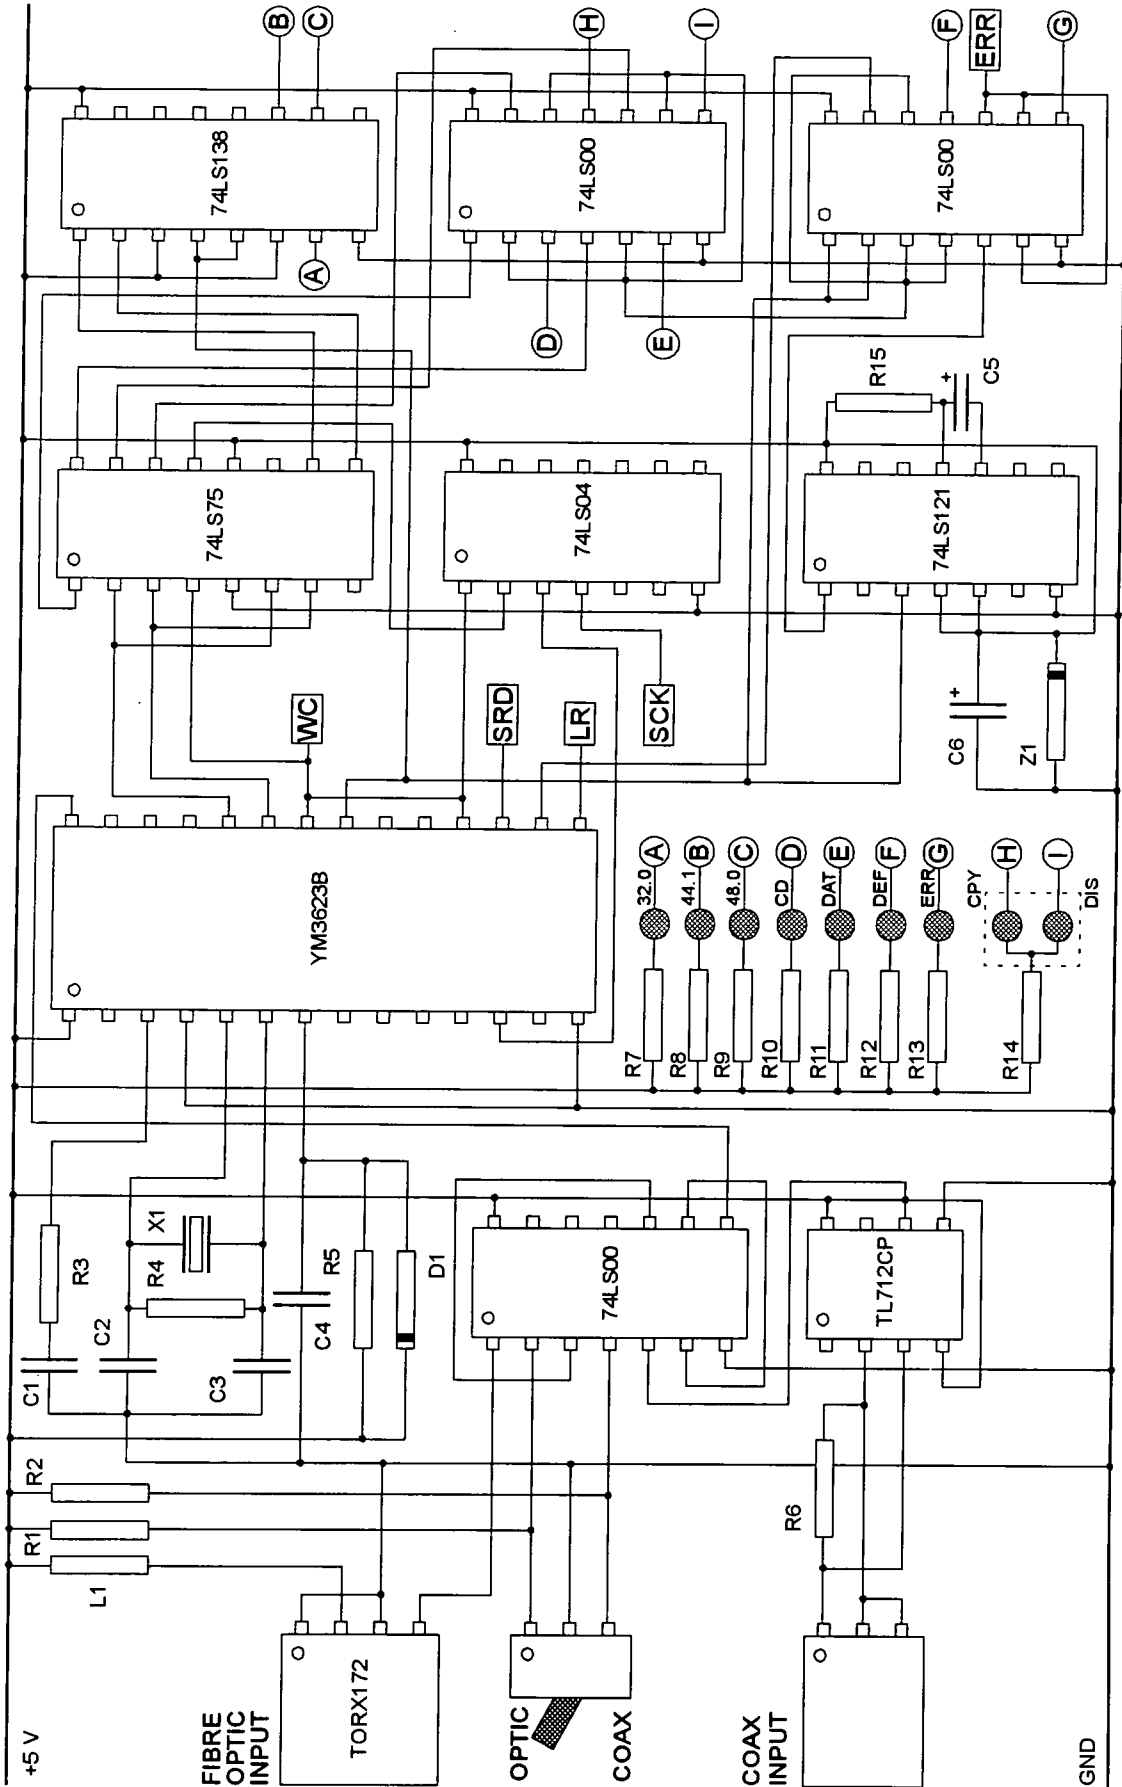 +5 V
FIBRE
OPTIC
INPUT
TORX172
OPTIC
COAX
COAX
INPUT
GND
L1
R1
R2
C1
C2
C3
R3
R4
X1
C4
R5
D1
R6
74LS00
TL712CP
YM3623B
R7
R8
R9
R10
R11
R12
R13
R14
32.0
44.1
48.0
CD
DAT
DEF
ERR
CPY
DIS
A
B
C
D
E
F
G
H
I
WC
SRD
LR
SCK
C6
Z1
+
74LS75
74LS04
74LS121
R15
C5
+
74LS138
74LS00
74LS00
A
D
E
B
C
H
I
F
ERR
G